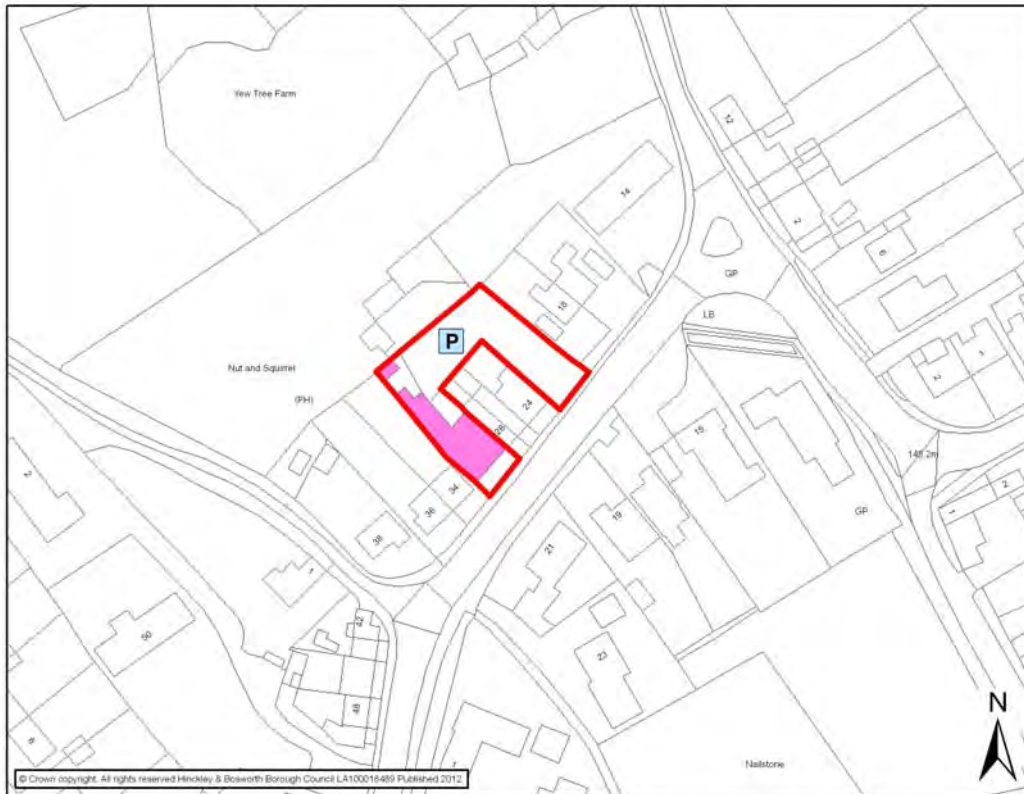 Yew Tree Farm
12
14
2
6
Gp
18
LB
P
1
2
Nut and Squirrel
(PH)
24
26
15
148.2m
2
2
1
34
36
19
Gp
38
21
1
42
50
23
48
8
1
N
Nailstone
© Crown copyright. All rights reserved Hinckley & Bosworth Borough Council LA100018489 Published 2012